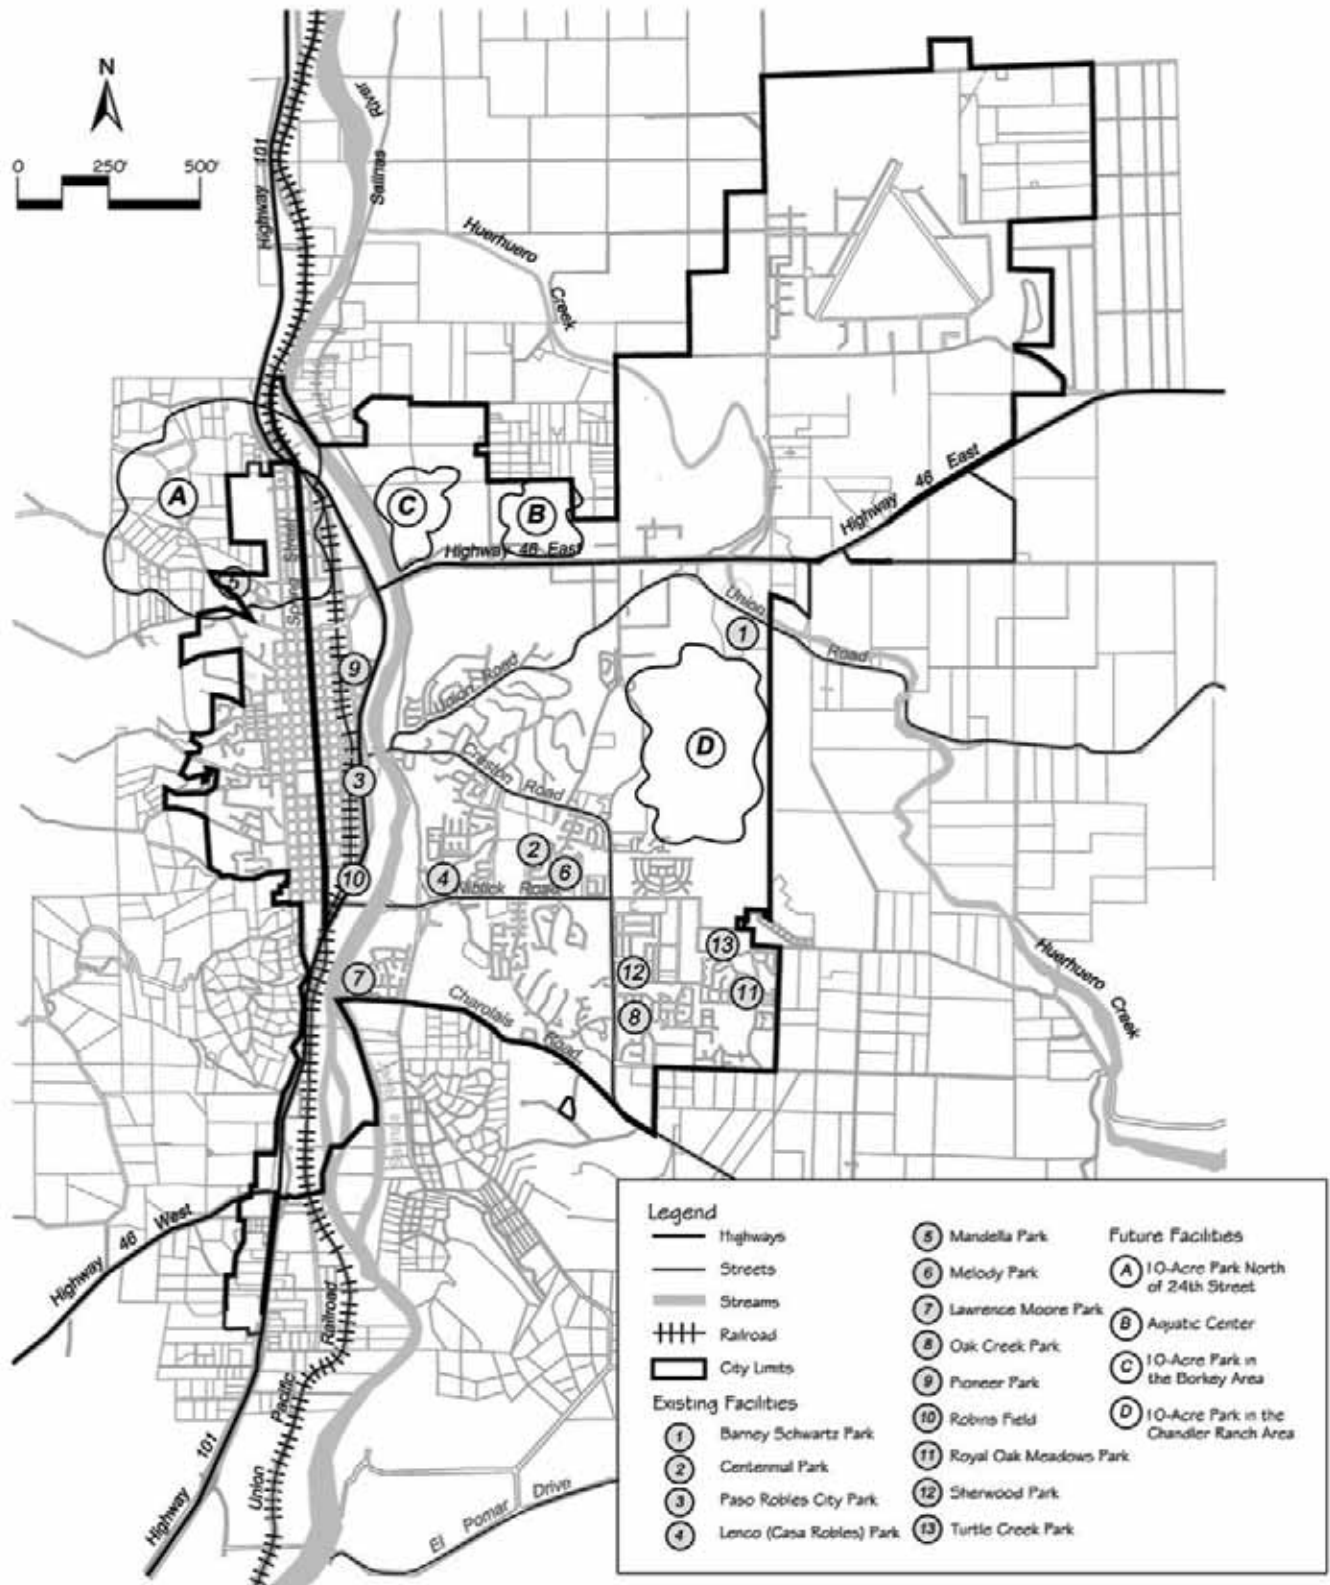 N
0 250' 500'
Highway 101
River
Salinas
Huerhuero
Creek
A
C
B
Highway 46 East
Highway 46 East
5
Spring Street
Union
Road
1
9
Union Road
D
Creston Road
3
2
6
4
10
Niblick Road
13
12
11
7
8
Charolais
Road
Huerhuero
Creek
Highway 46 West
Railroad
Pacific
Union
Highway 101
El Pomar Drive
Legend
Highways
Streets
Streams
Railroad
City Limits
Existing Facilities
1 Barney Schwartz Park
2 Centennial Park
3 Paso Robles City Park
4 Lenco (Casa Robles) Park
5 Mandella Park
6 Melody Park
7 Lawrence Moore Park
8 Oak Creek Park
9 Pioneer Park
10 Robins Field
11 Royal Oak Meadows Park
12 Sherwood Park
13 Turtle Creek Park
Future Facilities
A 10-Acre Park North
of 24th Street
B Aquatic Center
C 10-Acre Park in
the Borkey Area
D 10-Acre Park in the
Chandler Ranch Area